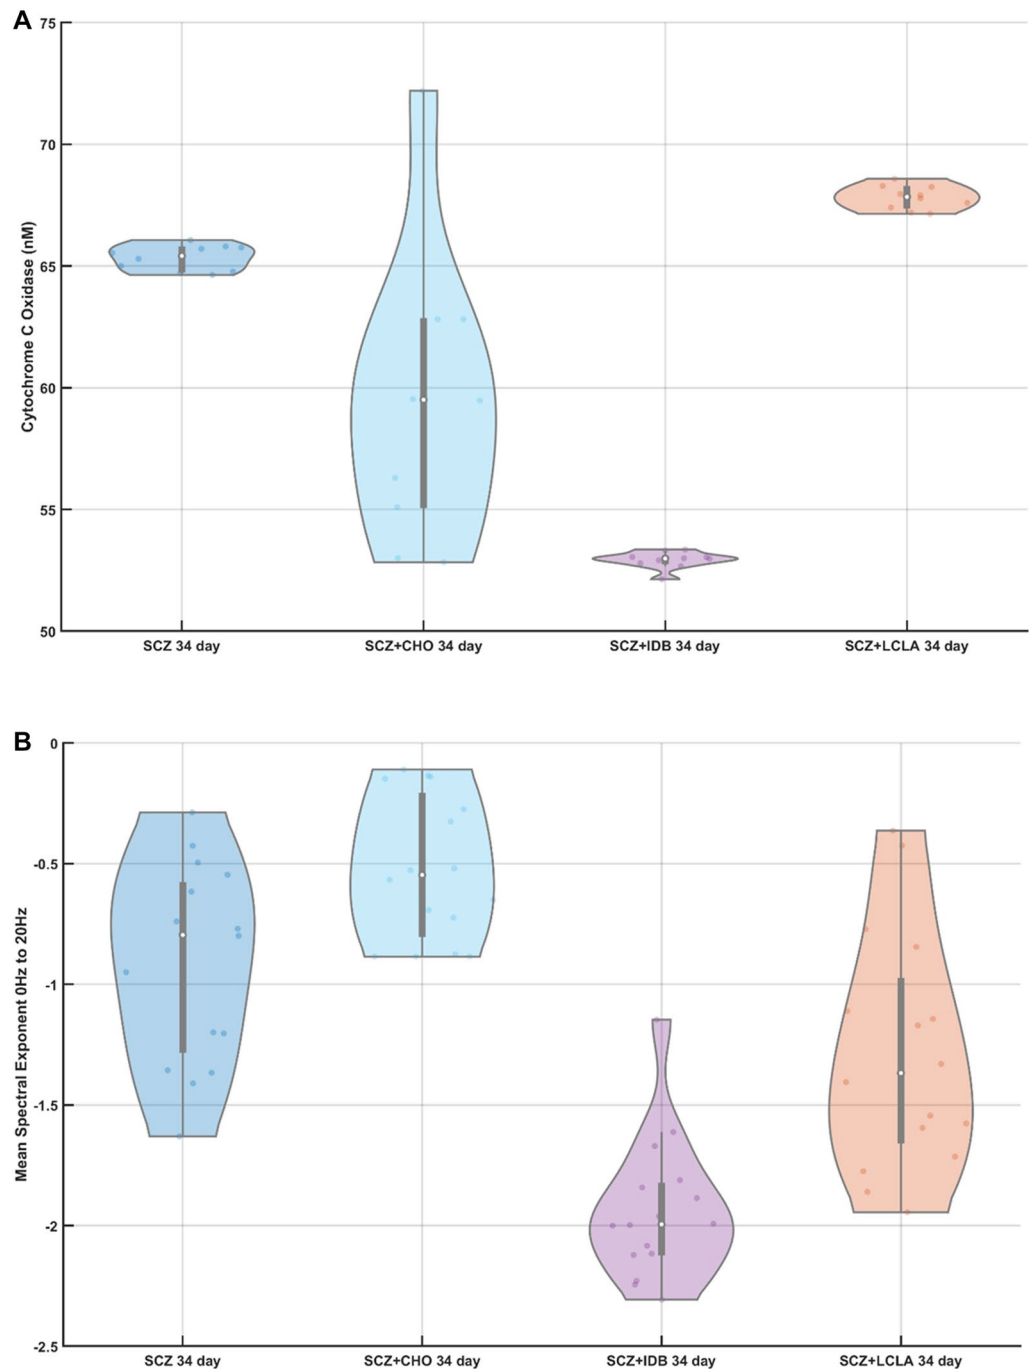 A
75
70
65
60
55
50
Cytochrome C Oxidase (nM)
SCZ 34 day
SCZ+CHO 34 day
SCZ+IDB 34 day
SCZ+LCLA 34 day
B
0
-0.5
-1
-1.5
-2
-2.5
Mean Spectral Exponent 0Hz to 20Hz
SCZ 34 day
SCZ+CHO 34 day
SCZ+IDB 34 day
SCZ+LCLA 34 day